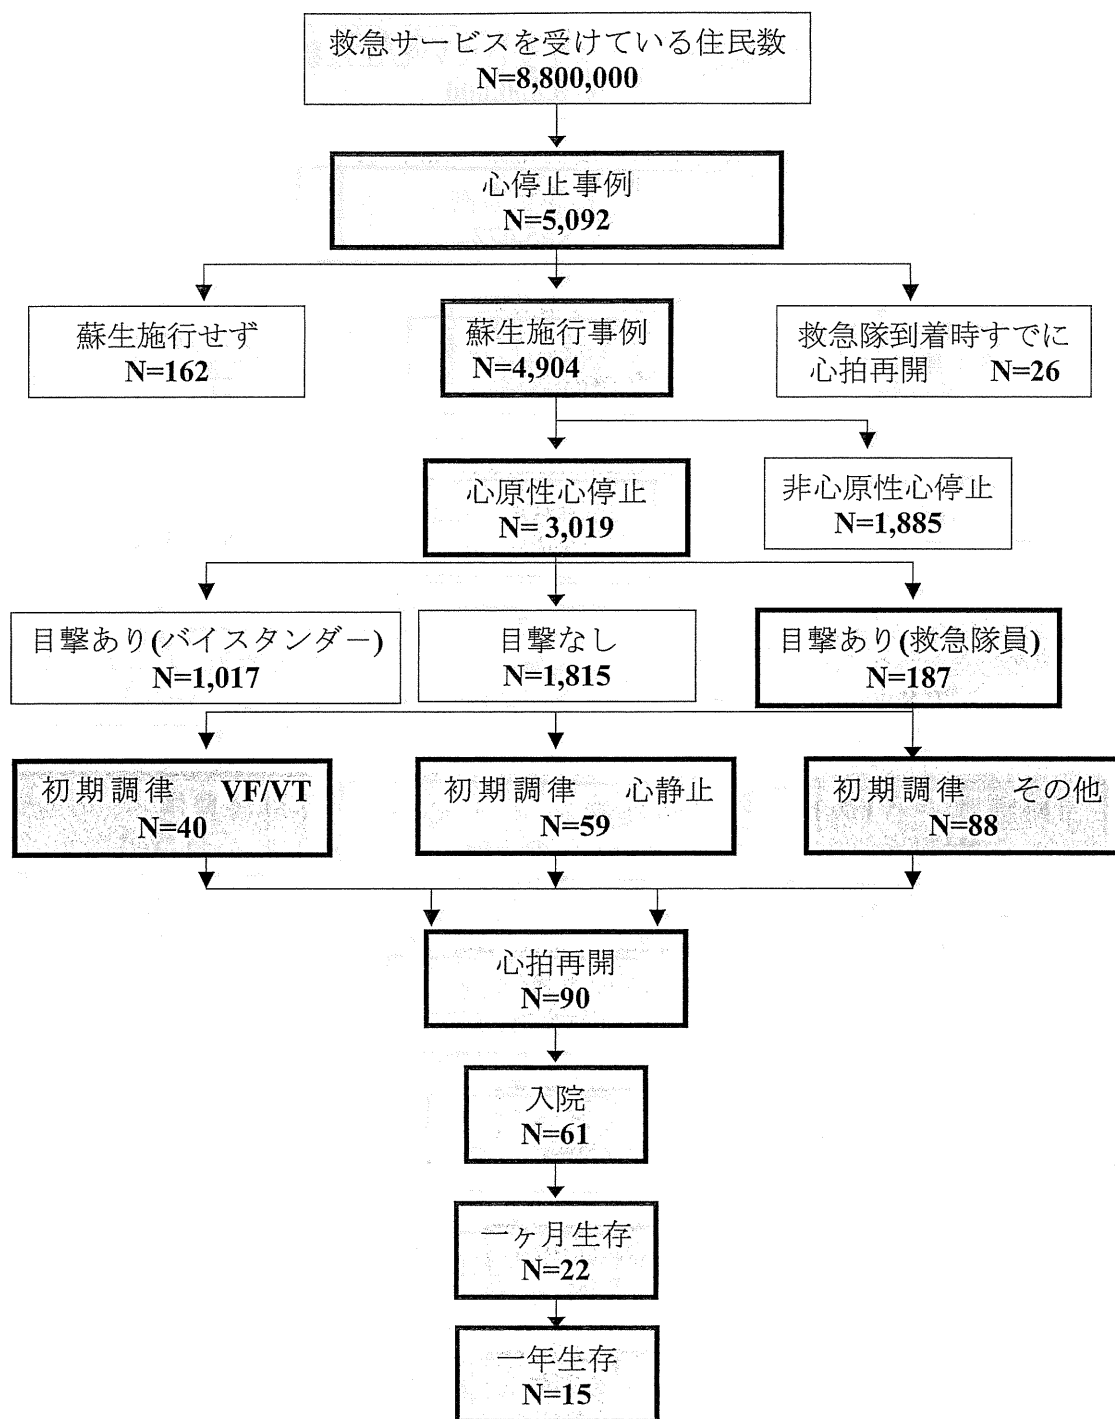 救急サービスを受けている住民数
N=8,800,000
心停止事例
N=5,092
蘇生施行せず
N=162
蘇生施行事例
N=4,904
救急隊到着時すでに
心拍再開 N=26
心原性心停止
N= 3,019
非心原性心停止
N=1,885
目撃あり(バイスタンダー)
N=1,017
目撃なし
N=1,815
目撃あり(救急隊員)
N=187
初期調律 VF/VT
N=40
初期調律 心静止
N=59
初期調律 その他
N=88
心拍再開
N=90
入院
N=61
一ヶ月生存
N=22
一年生存
N=15